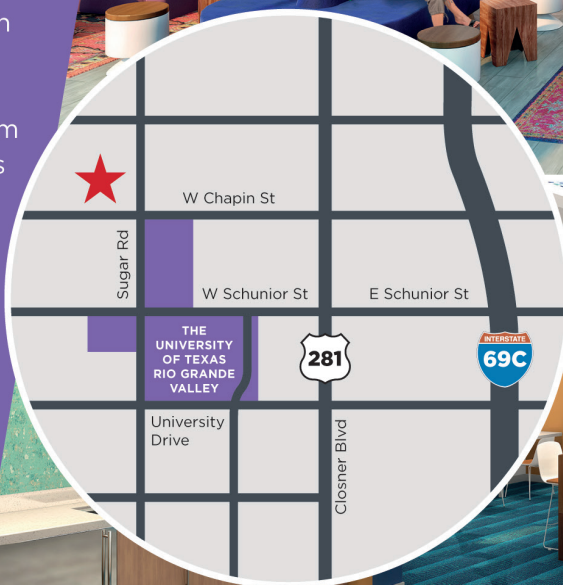 W Chapin St
Sugar Rd
W Schunior St
E Schunior St
THE
UNIVERSITY
OF TEXAS
RIO GRANDE
VALLEY
281
INTERSTATE
69C
University
Drive
Closner Blvd